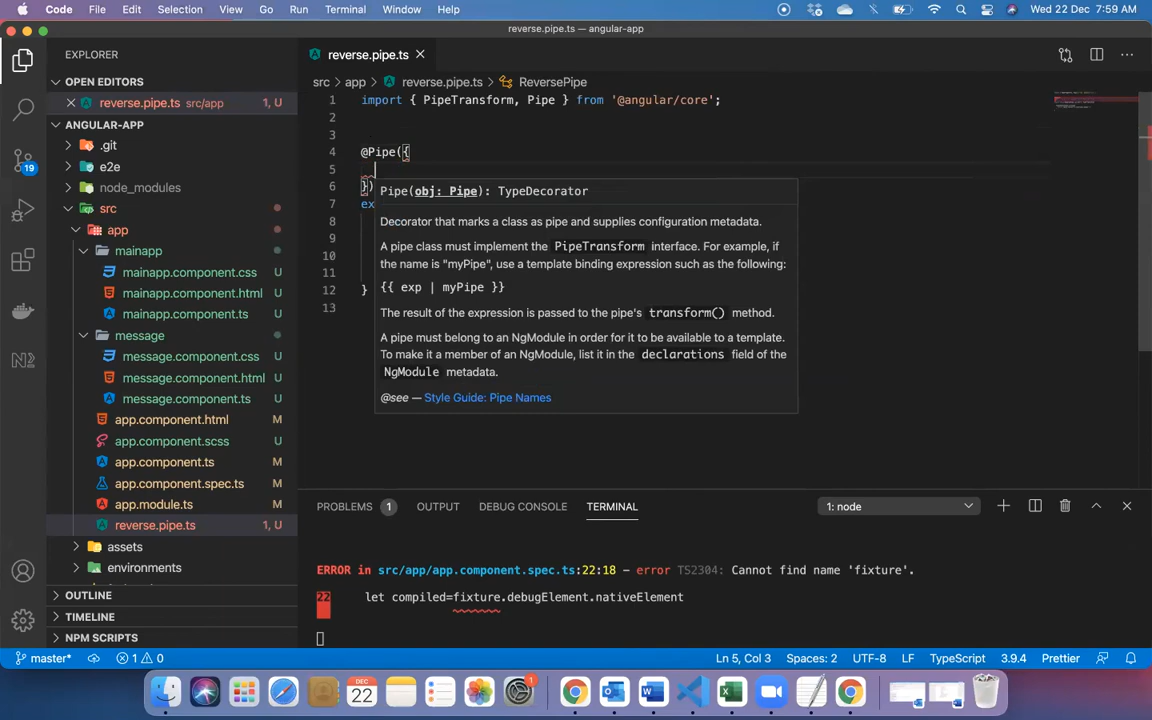 Code File Edit Selection View Go Run Terminal Window Help Wed 22 Dec 7:59 AM
reverse.pipe.ts — angular-app
EXPLORER
reverse.pipe.ts
OPEN EDITORS
src app reverse.pipe.ts ReversePipe
reverse.pipe.ts src/app 1, U
1 import { PipeTransform, Pipe } from '@angular/core';
ANGULAR-APP
2
.git
3
e2e
4 @Pipe({
19
node_modules
5
src
6 })
Pipe(obj: Pipe): TypeDecorator
app
7 ex
mainapp
8
Decorator that marks a class as pipe and supplies configuration metadata.
mainapp.component.css U
9
A pipe class must implement the PipeTransform interface. For example, if
mainapp.component.html U
10
the name is "myPipe", use a template binding expression such as the following:
mainapp.component.ts U
11
{{ exp | myPipe }}
message
12 }
The result of the expression is passed to the pipe's transform() method.
message.component.css U
13
A pipe must belong to an NgModule in order for it to be available to a template.
message.component.html U
To make it a member of an NgModule, list it in the declarations field of the
message.component.ts U
NgModule metadata.
app.component.html M
@see — Style Guide: Pipe Names
app.component.scss U
app.component.ts M
app.component.spec.ts M
app.module.ts M
reverse.pipe.ts 1, U
assets
environments
PROBLEMS 1 OUTPUT DEBUG CONSOLE TERMINAL 1: node
ERROR in src/app/app.component.spec.ts:22:18 - error TS2304: Cannot find name 'fixture'.
22 let compiled=fixture.debugElement.nativeElement
OUTLINE
TIMELINE
NPM SCRIPTS
master* 1 0 Ln 5, Col 3 Spaces: 2 UTF-8 LF TypeScript 3.9.4 Prettier
DEC
22
1